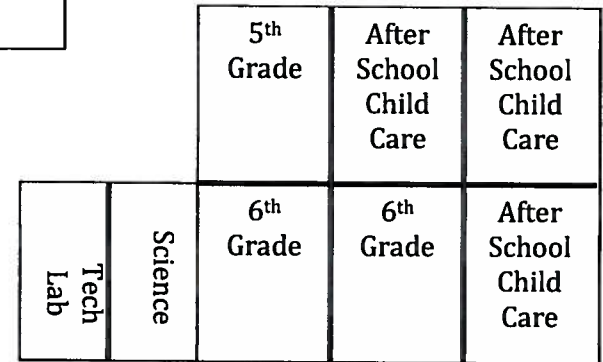 5th
Grade
After
School
Child
Care
After
School
Child
Care
Tech
Lab
Science
6th
Grade
6th
Grade
After
School
Child
Care